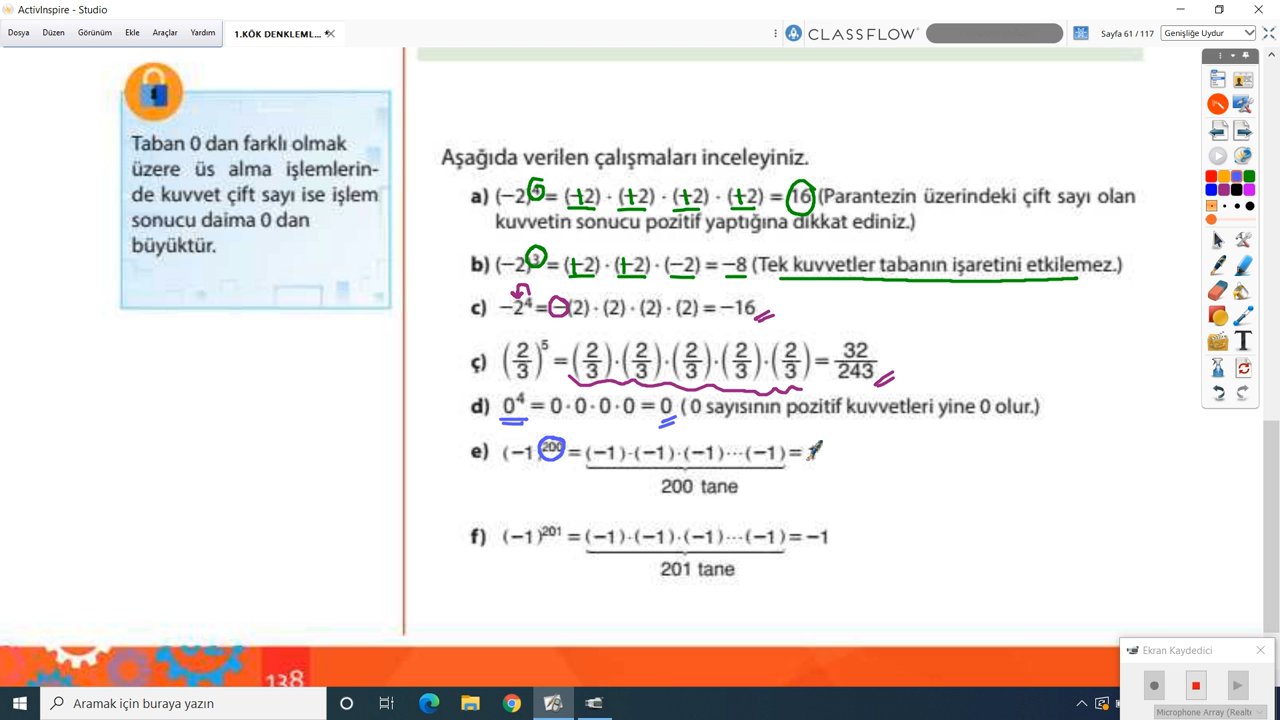 ActivInspire - Studio
Dosya Düzen Görünüm Ekle Araçlar Yardım
1.KÖK DENKLEML...
CLASSFLOW
Sayfa 61 / 117
Genişliğe Uydur
Taban 0 dan farklı olmak
üzere üs alma işlemlerin-
de kuvvet çift sayı ise işlem
sonucu daima 0 dan
büyüktür.
Aşağıda verilen çalışmaları inceleyiniz.
a) (−2)⁴ = (−2) · (−2) · (−2) · (−2) = 16 (Parantezin üzerindeki çift sayı olan
kuvvetin sonucu pozitif yaptığına dikkat ediniz.)
b) (−2)³ = (−2) · (−2) · (−2) = −8 (Tek kuvvetler tabanın işaretini etkilemez.)
c) −2⁴ = −(2) · (2) · (2) · (2) = −16
ç) (2/3)⁵ = (2/3) · (2/3) · (2/3) · (2/3) · (2/3) = 32/243
d) 0⁴ = 0 · 0 · 0 · 0 = 0 ( 0 sayısının pozitif kuvvetleri yine 0 olur.)
e) (−1)²⁰⁰ = (−1) · (−1) · (−1) ··· (−1) =
200 tane
f) (−1)²⁰¹ = (−1) · (−1) · (−1) ··· (−1) = −1
201 tane
138
Ekran Kaydedici
Microphone Array (Realte
Aramak için buraya yazın